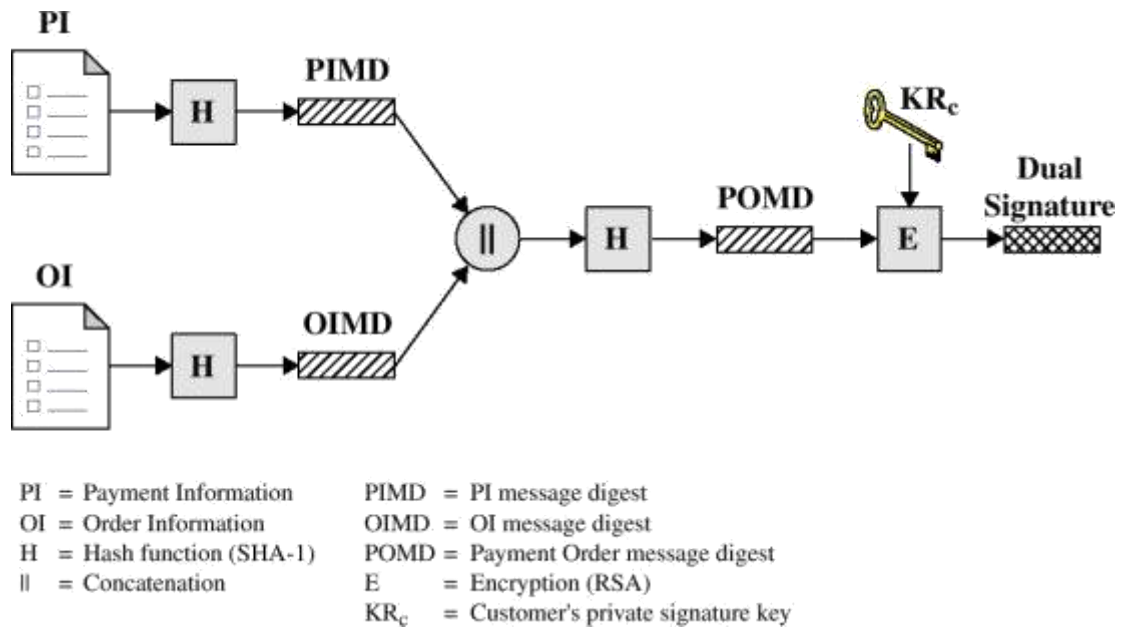 PI
H
PIMD
KRc
||
H
POMD
E
Dual
Signature
OI
H
OIMD
PI = Payment Information
OI = Order Information
H = Hash function (SHA-1)
|| = Concatenation
PIMD = PI message digest
OIMD = OI message digest
POMD = Payment Order message digest
E = Encryption (RSA)
KRc = Customer's private signature key